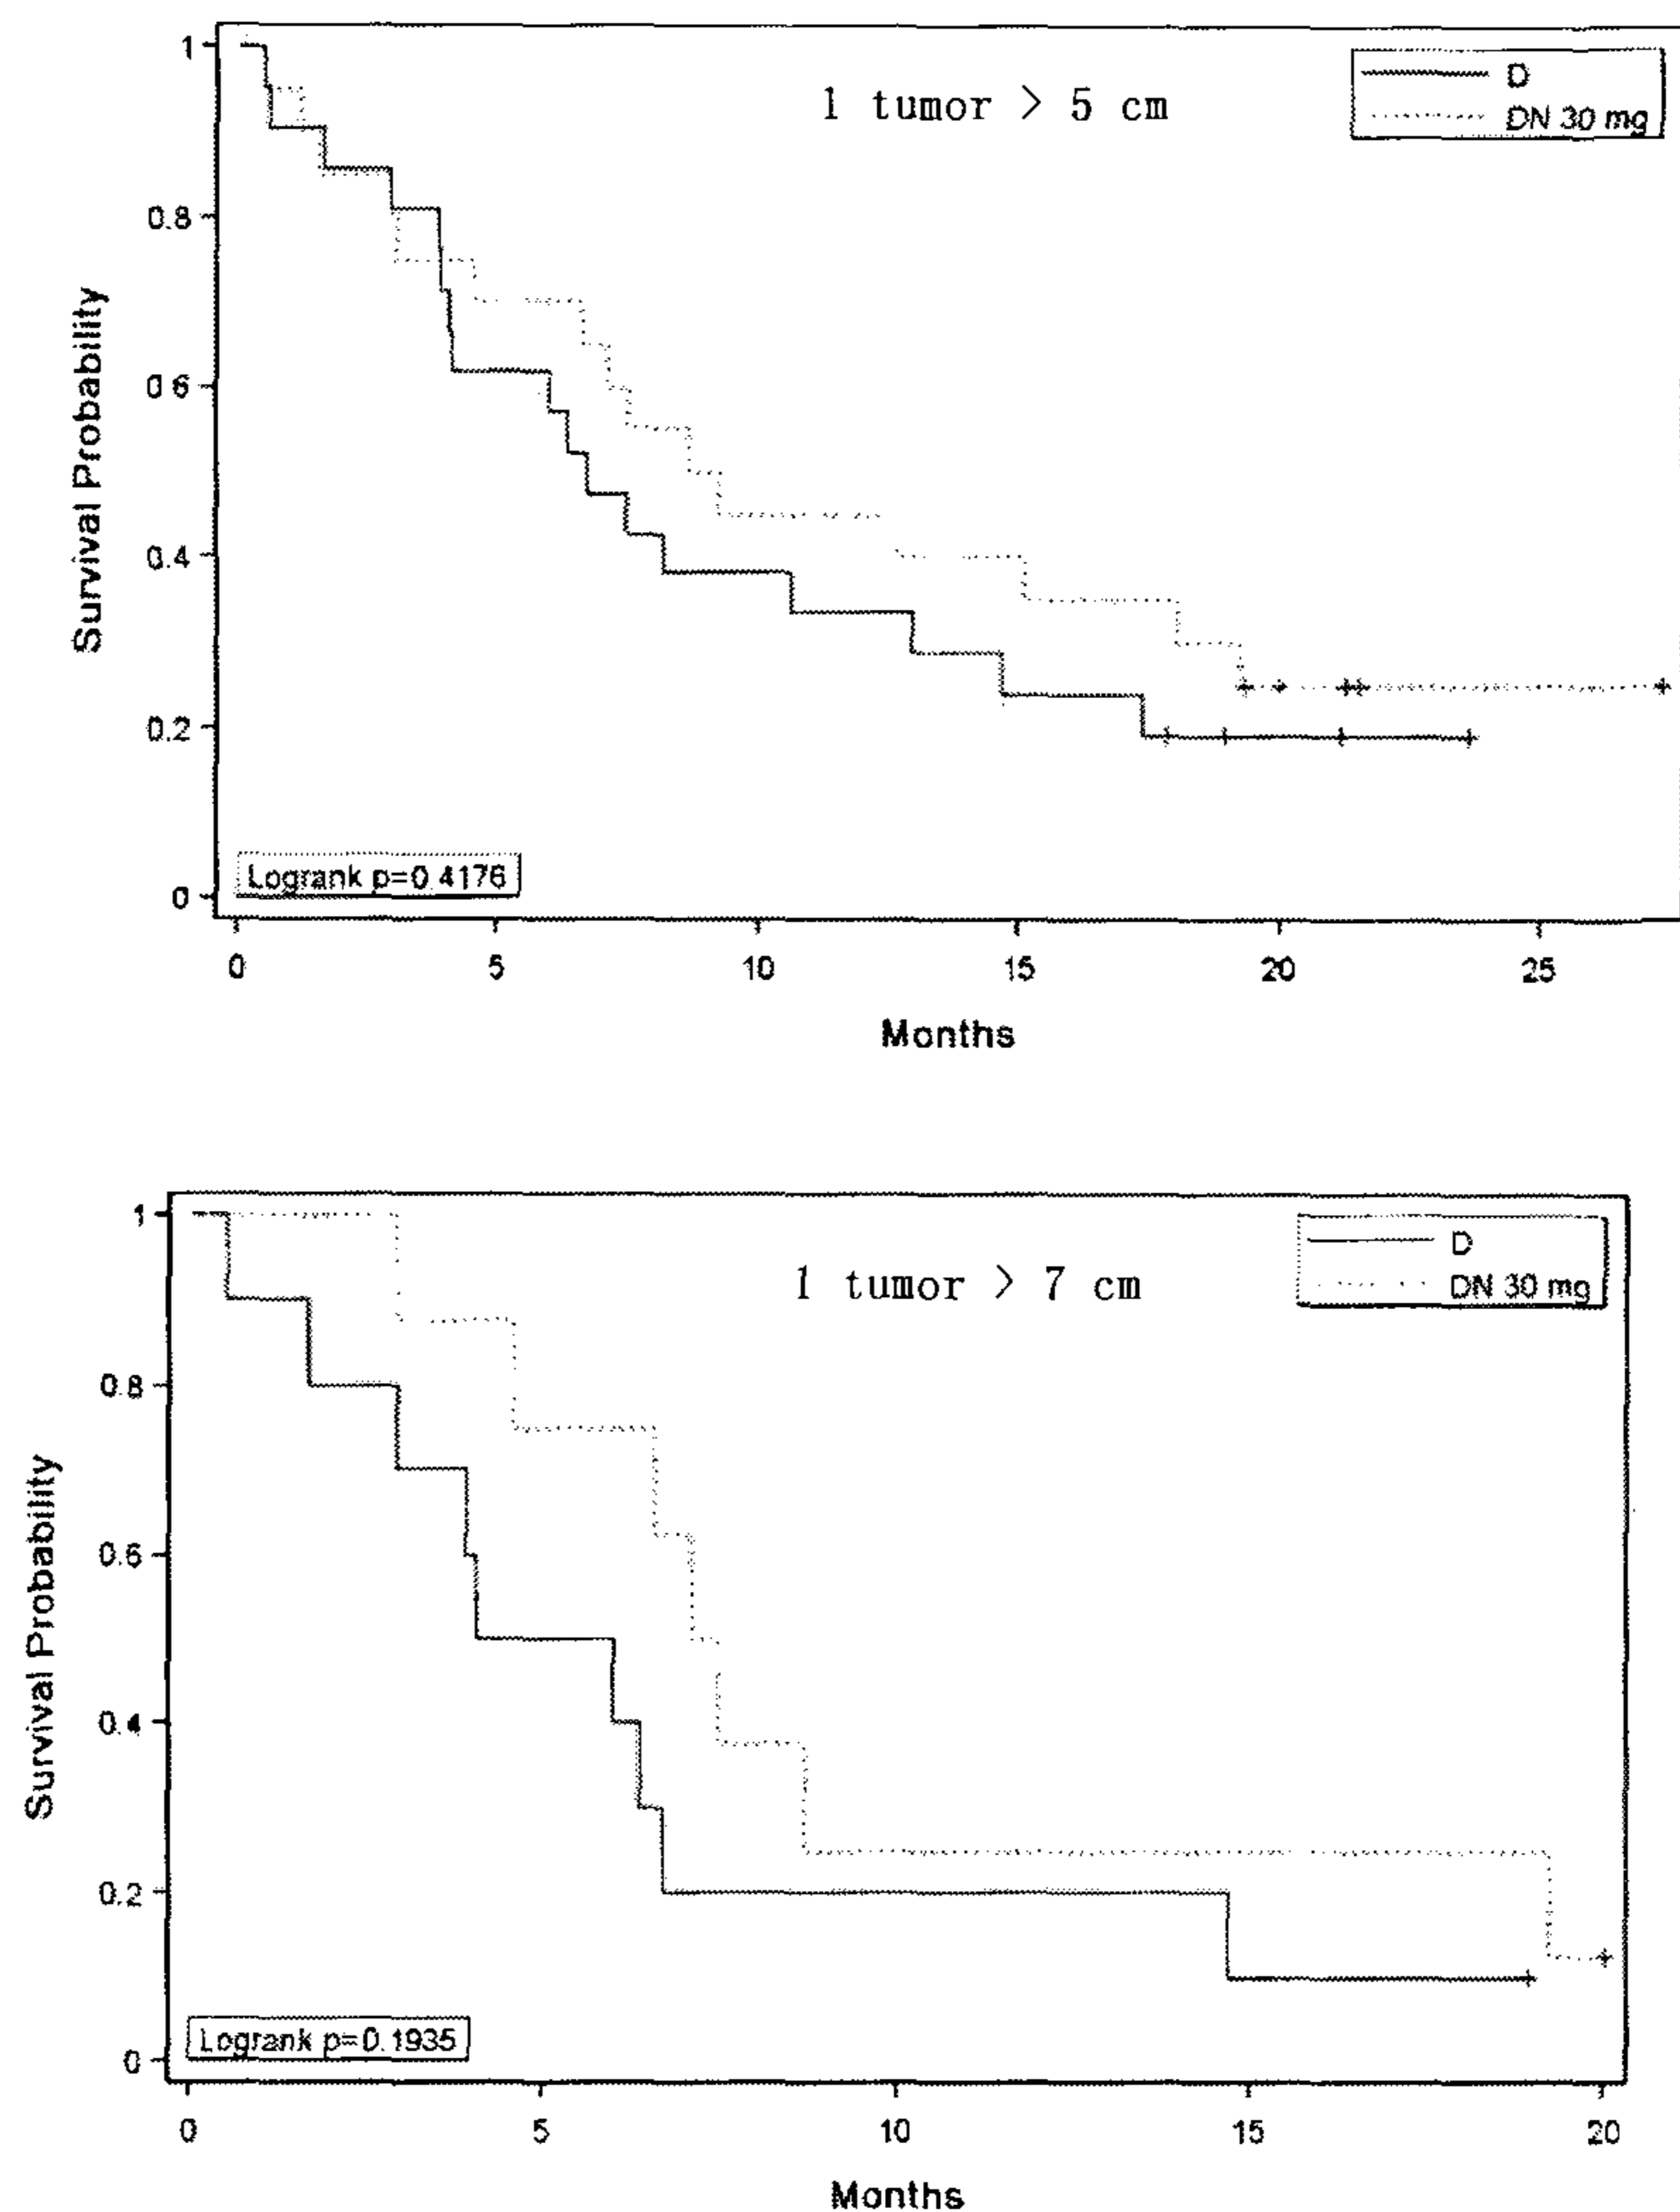 1
D
1 tumor > 5 cm
DN 30 mg
0.8
Survival Probability
0.6
0.4
0.2
Logrank p=0.4176
0
0 5 10 15 20 25
Months
1
D
1 tumor > 7 cm
DN 30 mg
0.8
Survival Probability
0.6
0.4
0.2
Logrank p=0.1935
0
0 5 10 15 20
Months